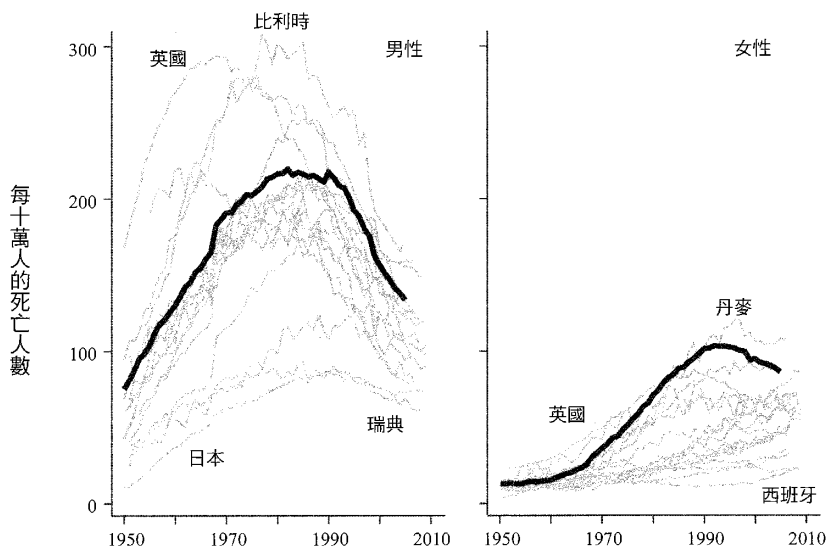 比利時
英國
男性
女性
300
200
100
0
每十萬人的死亡人數
瑞典
日本
丹麥
英國
西班牙
1950
1970
1990
2010
1950
1970
1990
2010